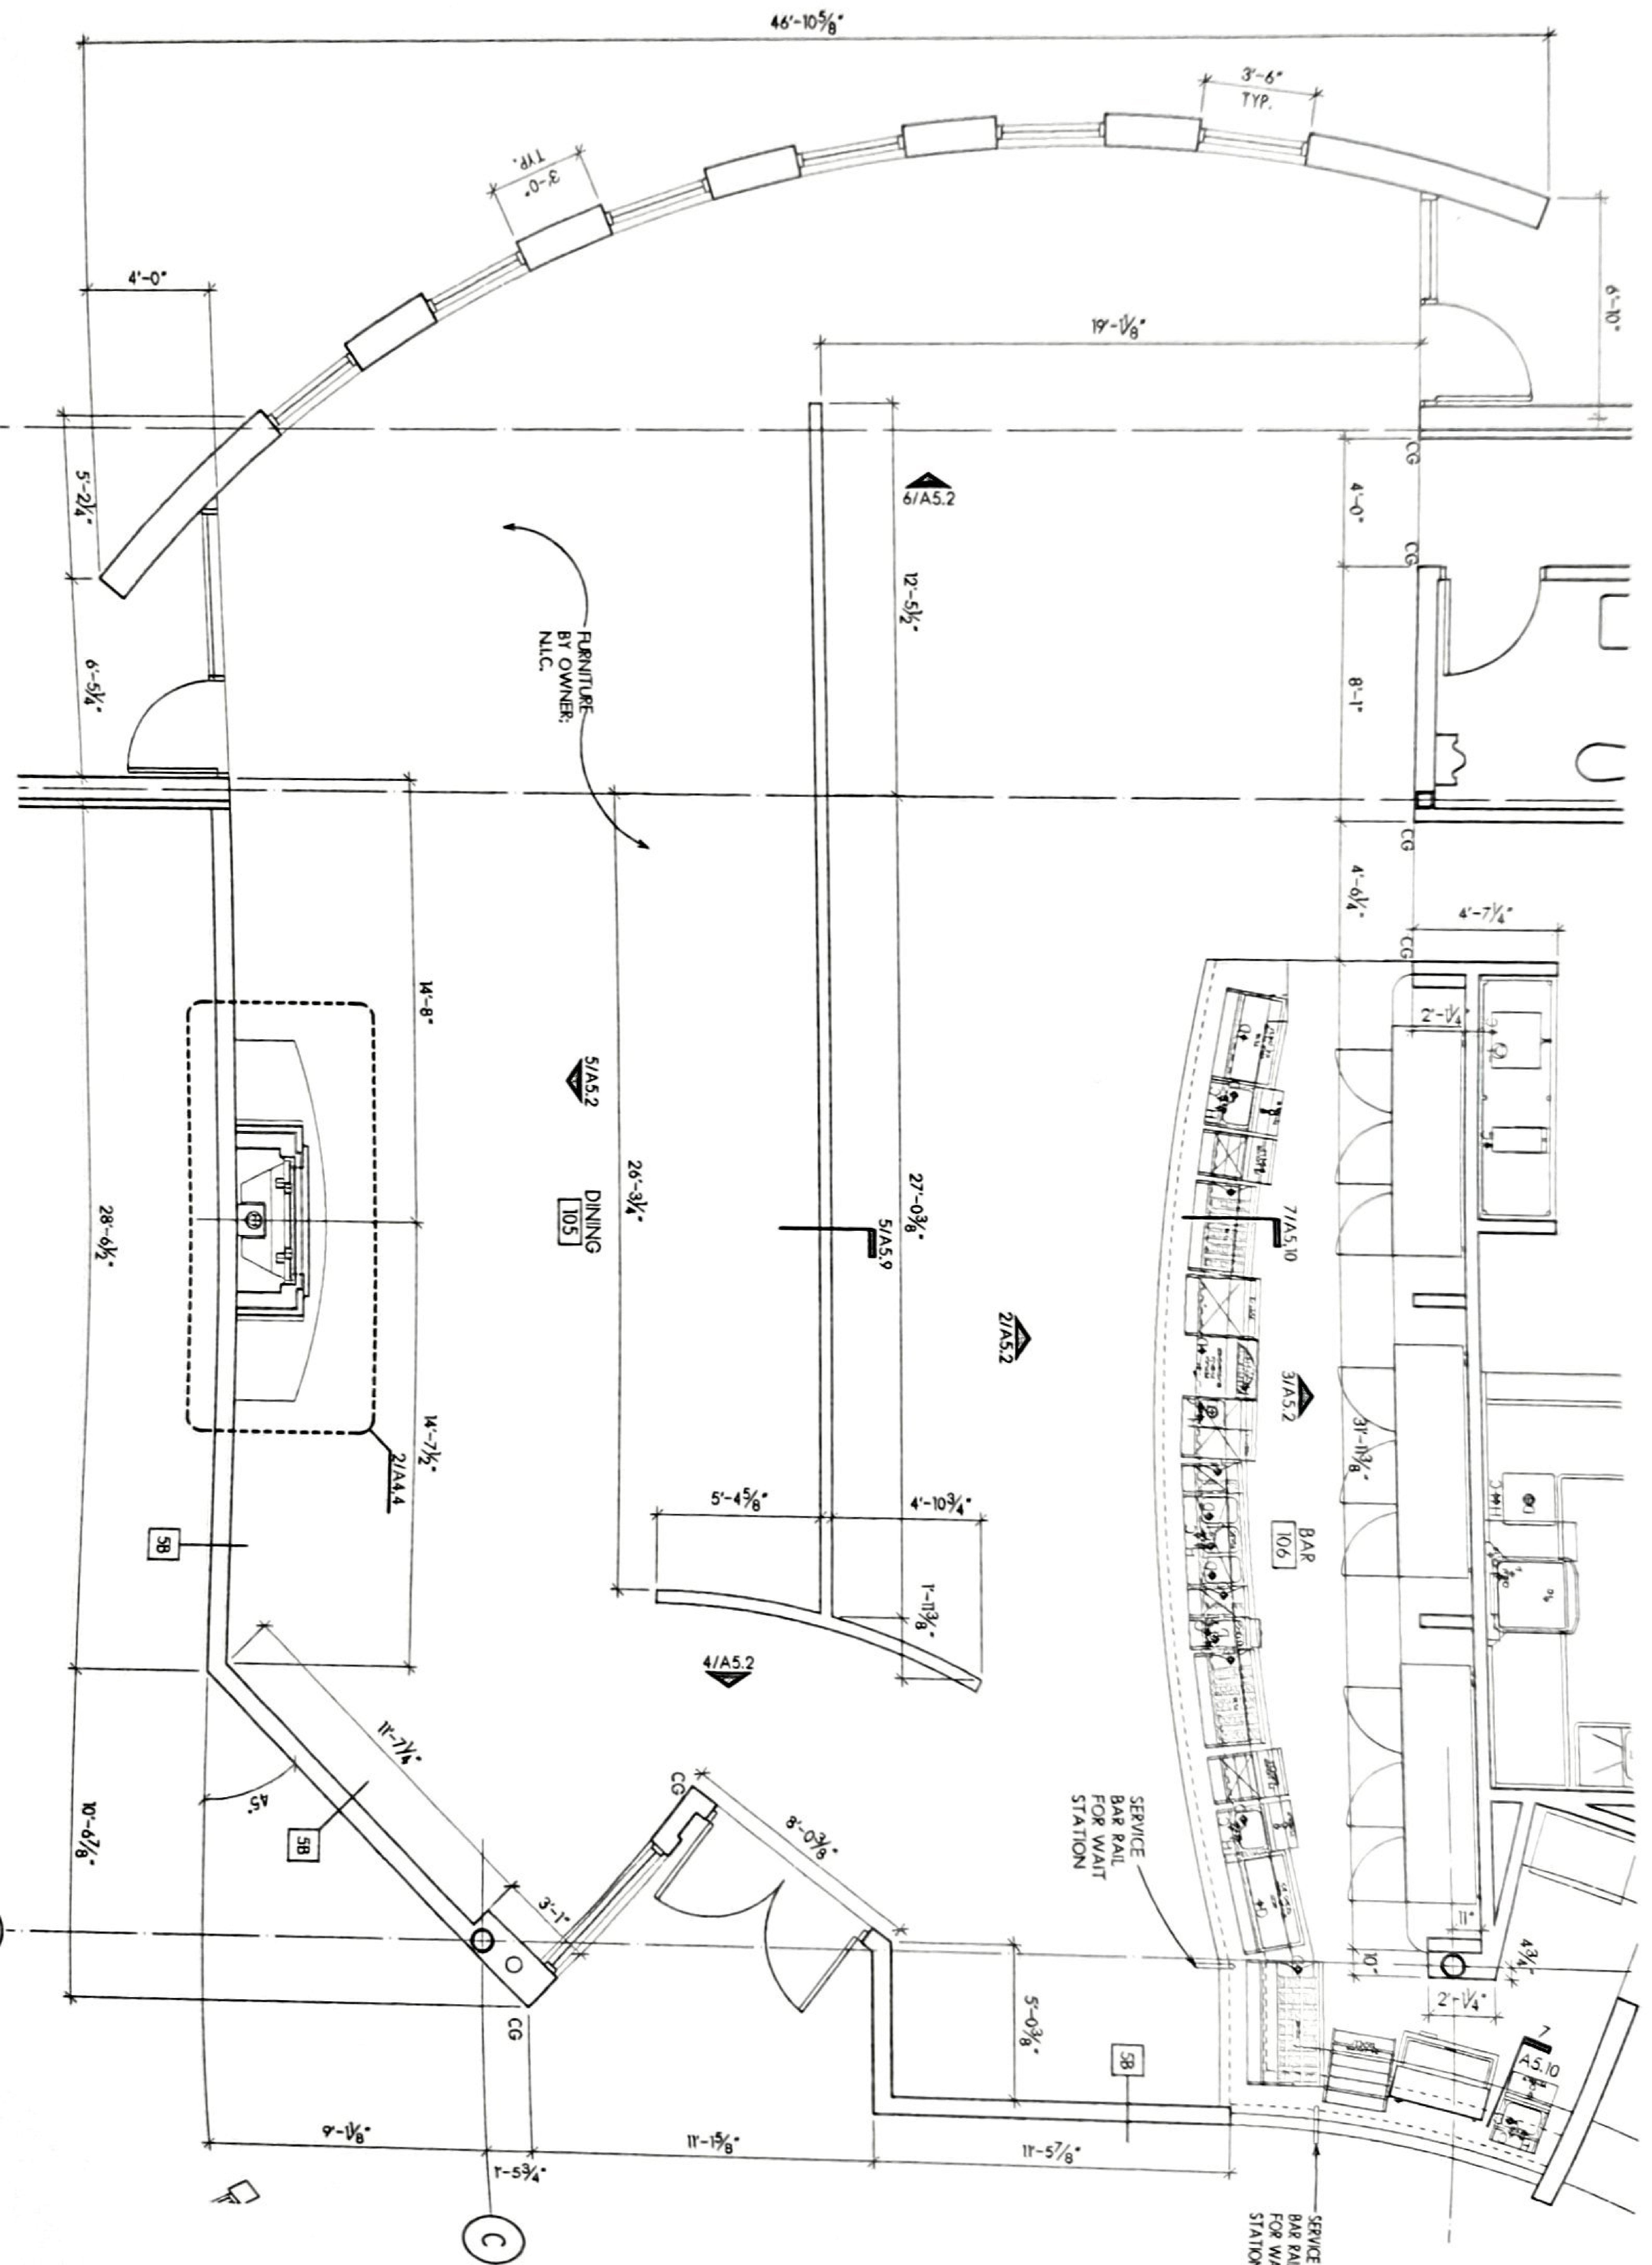 46'-10 5/8"
3'-6"
TYP.
3'-0"
TYP.
4'-0"
6'-10"
19'-1/8"
CG
4'-0"
CG
8'-1"
CG
4'-6 1/4"
CG
4'-7 1/4"
2'-1/4"
5'-2 1/4"
6'-5 1/4"
6/A5.2
12'-5 1/2"
FURNITURE
BY OWNER;
N.I.C.
14'-8"
5/A5.2
DINING
105
26'-3 1/4"
27'-0 3/8"
5/A5.9
7/A5.10
2/A5.2
3/A5.2
31'-11 3/8"
BAR
106
28'-6 1/2"
14'-7 1/2"
2/A4.4
5B
5'-4 5/8"
4'-10 3/4"
1'-11 3/8"
4/A5.2
11'-7 1/4"
45°
5B
10'-6 7/8"
CG
8'-0 3/8"
3'-1"
CG
SERVICE
BAR RAIL
FOR WAIT
STATION
11"
10"
4 3/4"
2'-1/4"
7
A5.10
5'-0 3/8"
5B
9'-1/8"
1'-5 3/4"
11'-1 5/8"
11'-5 7/8"
C
SERVICE
BAR RAI
FOR WA
STATION